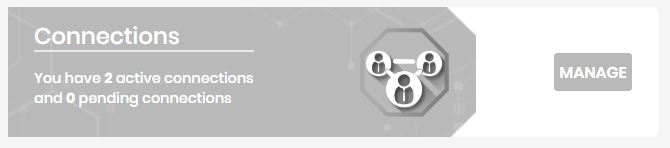 Connections
You have 2 active connections
and 0 pending connections
MANAGE